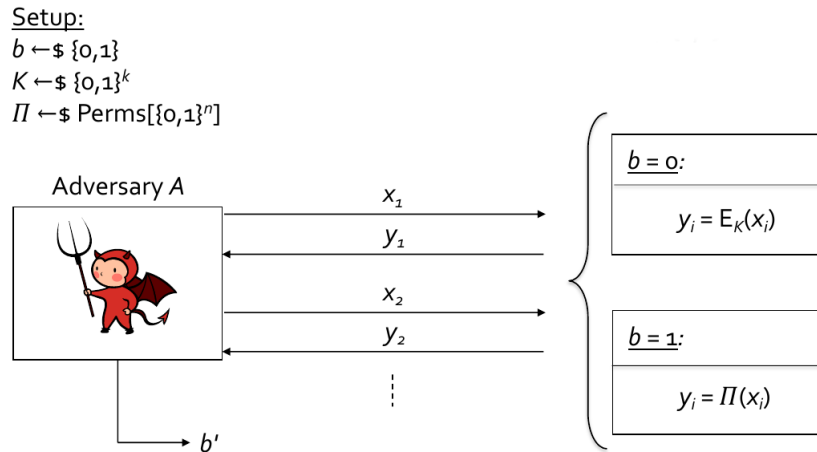 Setup:
b ←$ {0,1}
K ←$ {0,1}ᵏ
Π ←$ Perms[{0,1}ⁿ]
Adversary A
x₁
y₁
x₂
y₂
b'
b = 0:
yᵢ = E_K(xᵢ)
b = 1:
yᵢ = Π(xᵢ)